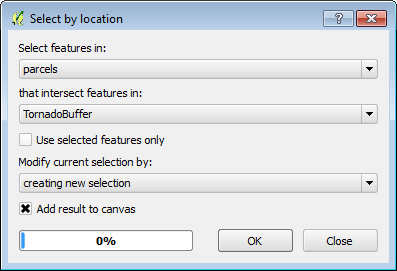 Select by location
Select features in:
parcels
that intersect features in:
TornadoBuffer
Use selected features only
Modify current selection by:
creating new selection
Add result to canvas
0% OK Close